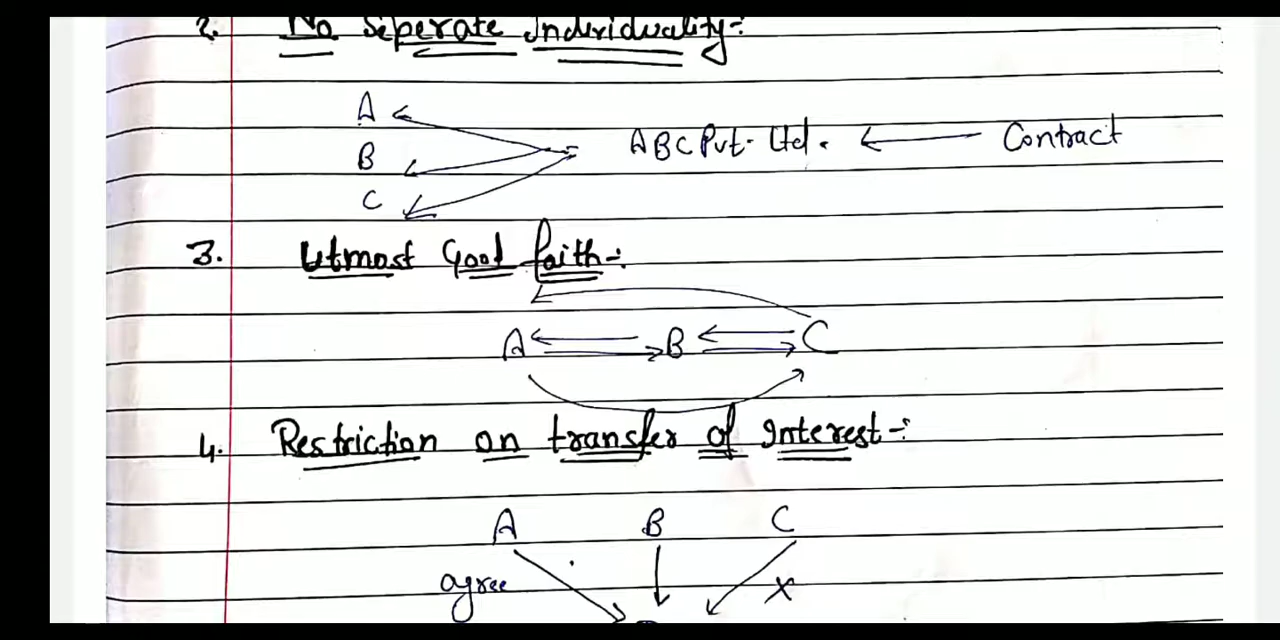 2. No Seperate Individuality:-
A
B
C
ABC Pvt. Ltd. Contract
3. Utmost Good faith:-
A B C
4. Restriction on transfer of Interest:-
A B C
agree X